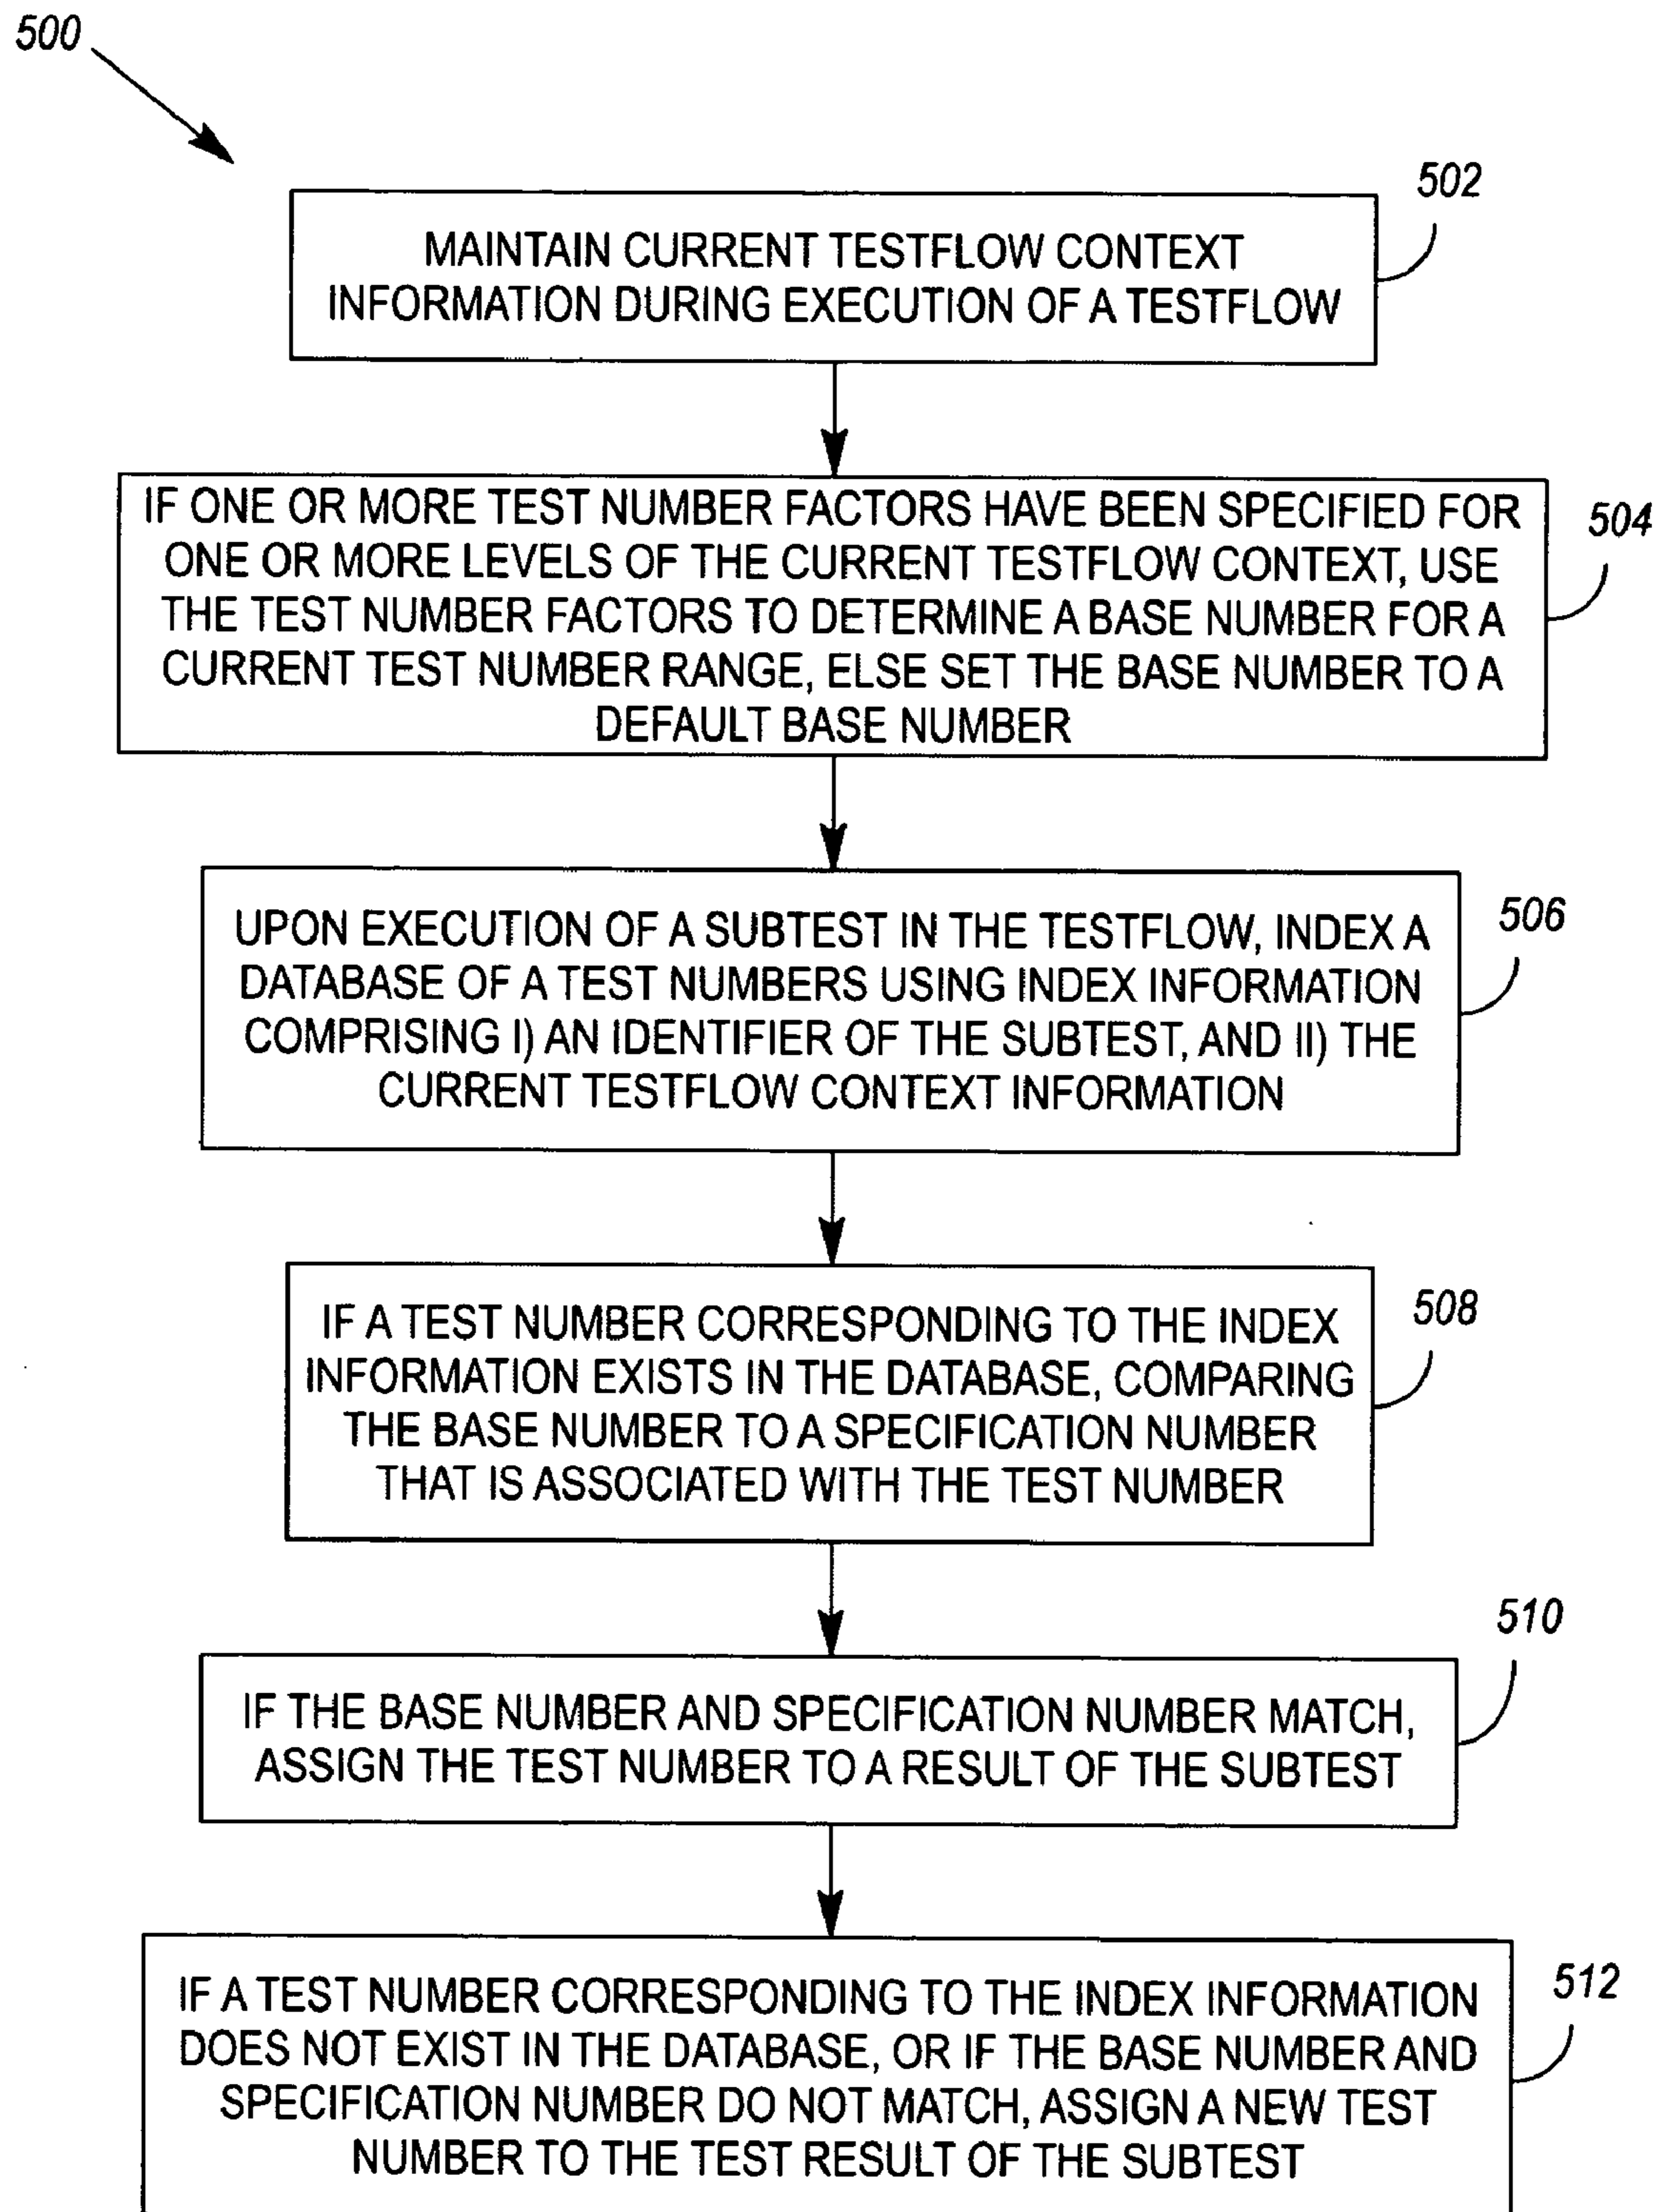 500
502
MAINTAIN CURRENT TESTFLOW CONTEXT
INFORMATION DURING EXECUTION OF A TESTFLOW
504
IF ONE OR MORE TEST NUMBER FACTORS HAVE BEEN SPECIFIED FOR
ONE OR MORE LEVELS OF THE CURRENT TESTFLOW CONTEXT, USE
THE TEST NUMBER FACTORS TO DETERMINE A BASE NUMBER FOR A
CURRENT TEST NUMBER RANGE, ELSE SET THE BASE NUMBER TO A
DEFAULT BASE NUMBER
506
UPON EXECUTION OF A SUBTEST IN THE TESTFLOW, INDEX A
DATABASE OF A TEST NUMBERS USING INDEX INFORMATION
COMPRISING I) AN IDENTIFIER OF THE SUBTEST, AND II) THE
CURRENT TESTFLOW CONTEXT INFORMATION
508
IF A TEST NUMBER CORRESPONDING TO THE INDEX
INFORMATION EXISTS IN THE DATABASE, COMPARING
THE BASE NUMBER TO A SPECIFICATION NUMBER
THAT IS ASSOCIATED WITH THE TEST NUMBER
510
IF THE BASE NUMBER AND SPECIFICATION NUMBER MATCH,
ASSIGN THE TEST NUMBER TO A RESULT OF THE SUBTEST
512
IF A TEST NUMBER CORRESPONDING TO THE INDEX INFORMATION
DOES NOT EXIST IN THE DATABASE, OR IF THE BASE NUMBER AND
SPECIFICATION NUMBER DO NOT MATCH, ASSIGN A NEW TEST
NUMBER TO THE TEST RESULT OF THE SUBTEST